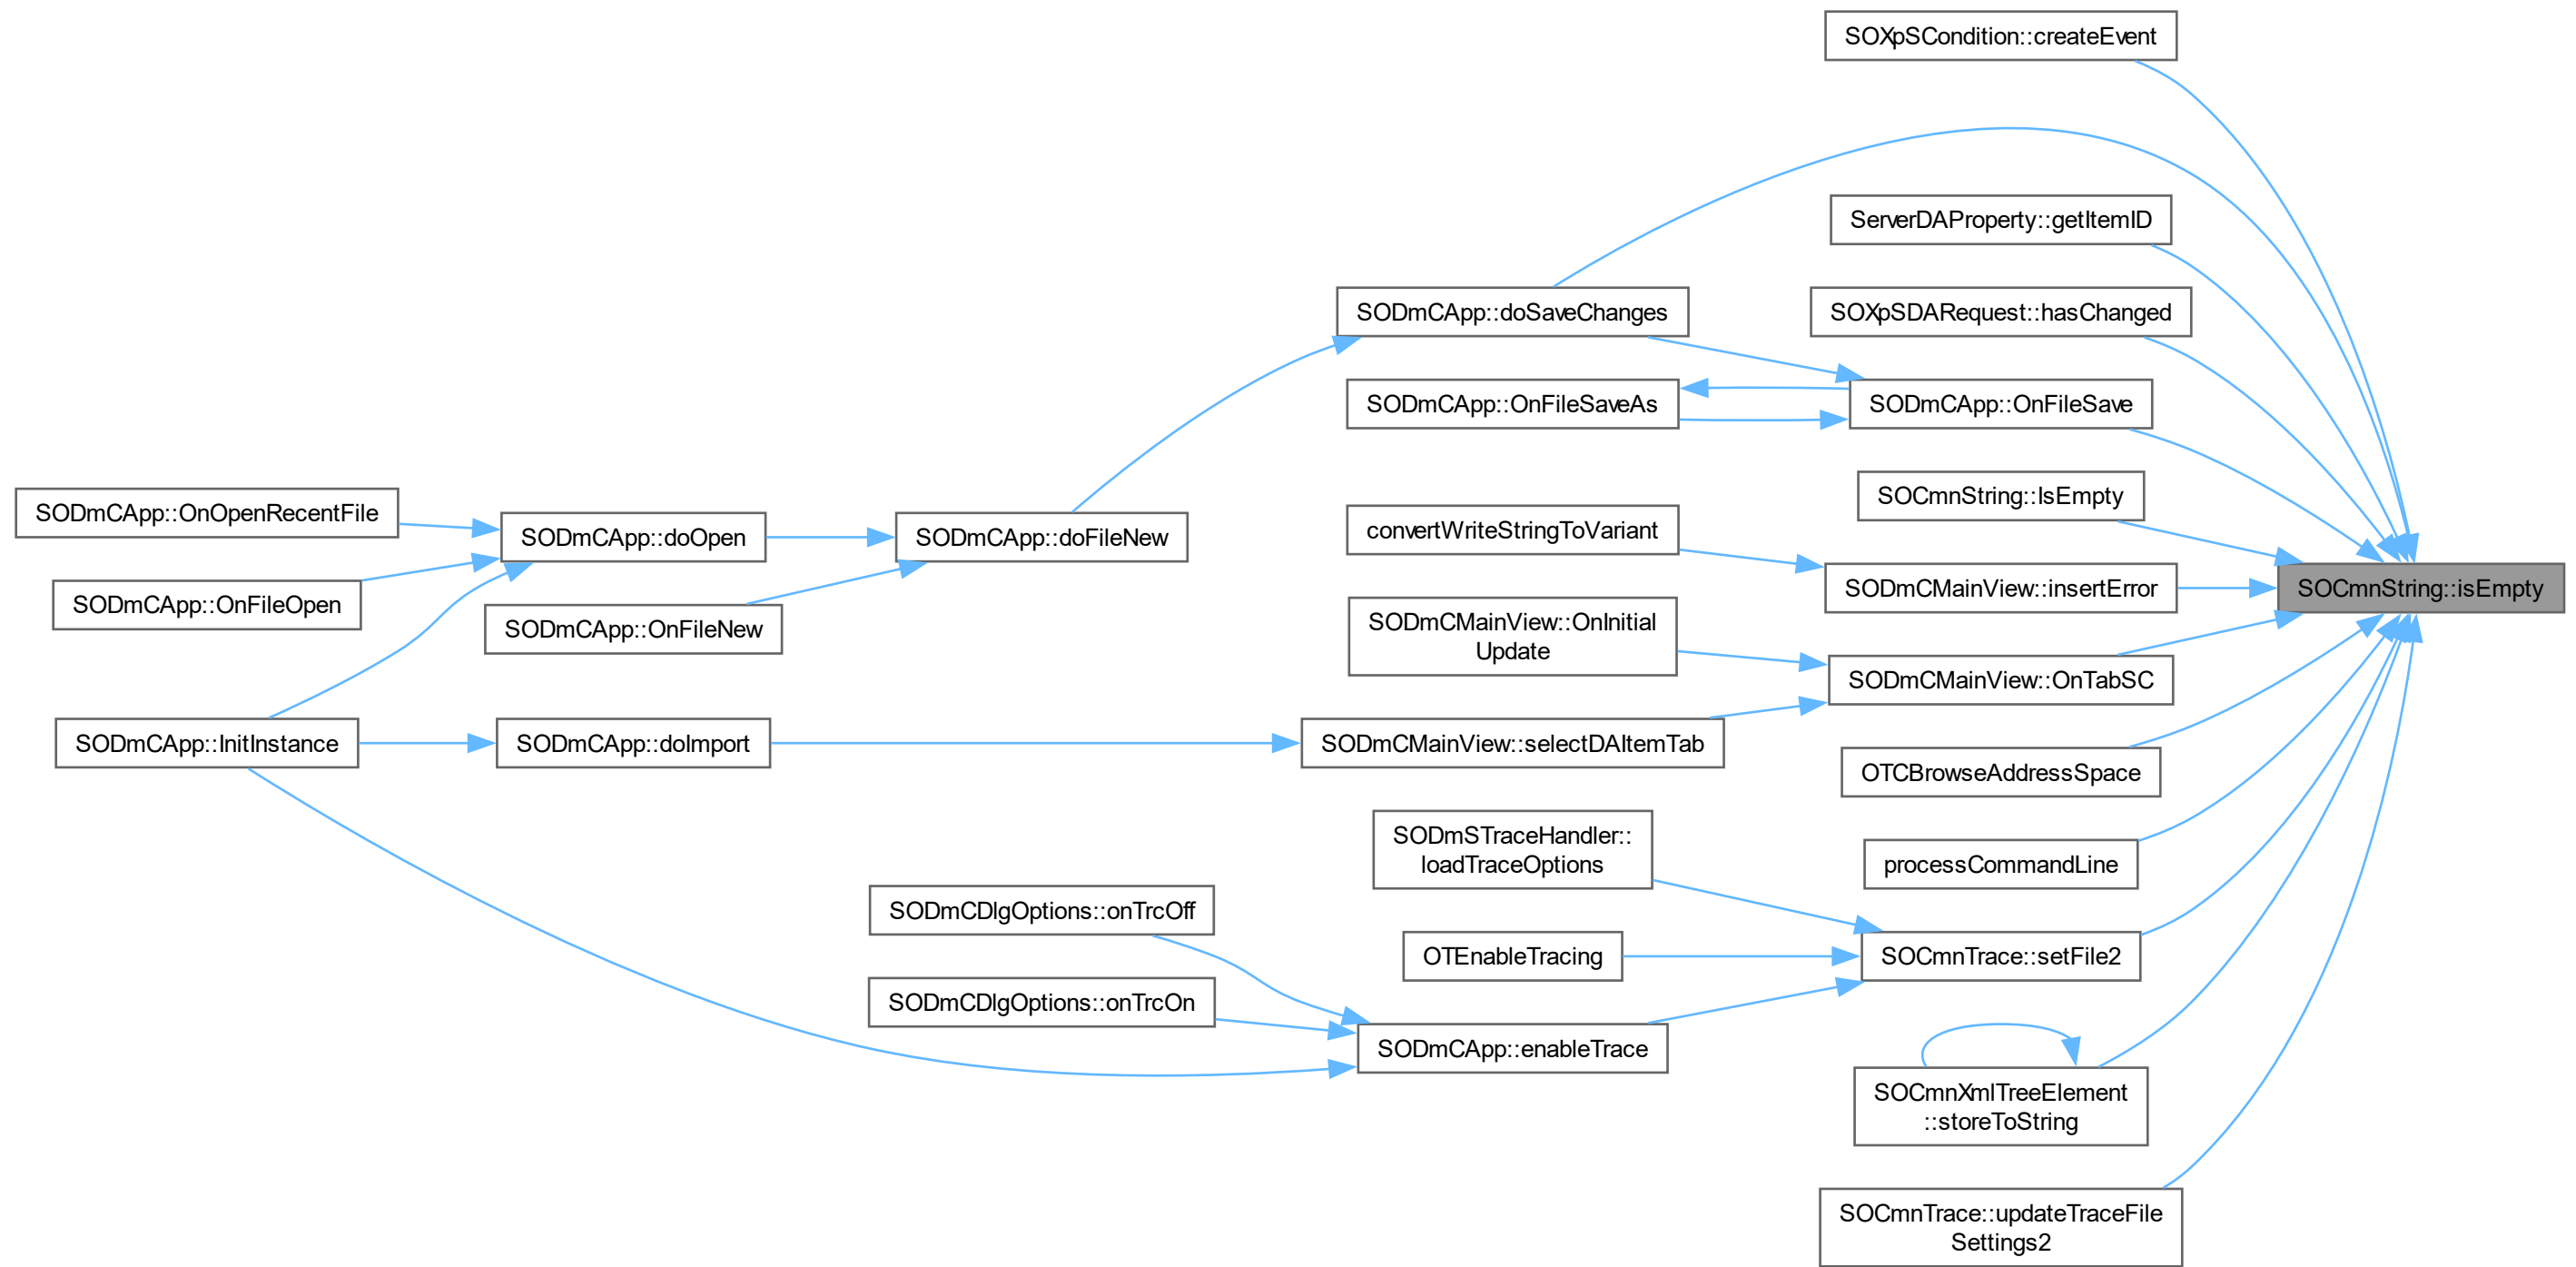 SOXpSCondition::createEvent
ServerDAProperty::getItemID
SODmCApp::doSaveChanges
SOXpSDARequest::hasChanged
SODmCApp::OnFileSaveAs
SODmCApp::OnFileSave
SODmCApp::OnOpenRecentFile
SODmCApp::doOpen
SODmCApp::doFileNew
convertWriteStringToVariant
SOCmnString::IsEmpty
SODmCApp::OnFileOpen
SODmCApp::OnFileNew
SODmCMainView::OnInitial
Update
SODmCMainView::insertError
SOCmnString::isEmpty
SODmCMainView::OnTabSC
SODmCApp::InitInstance
SODmCApp::doImport
SODmCMainView::selectDAItemTab
OTCBrowseAddressSpace
SODmSTraceHandler::
loadTraceOptions
processCommandLine
SODmCDlgOptions::onTrcOff
OTEnableTracing
SOCmnTrace::setFile2
SODmCDlgOptions::onTrcOn
SODmCApp::enableTrace
SOCmnXmlTreeElement
::storeToString
SOCmnTrace::updateTraceFile
Settings2